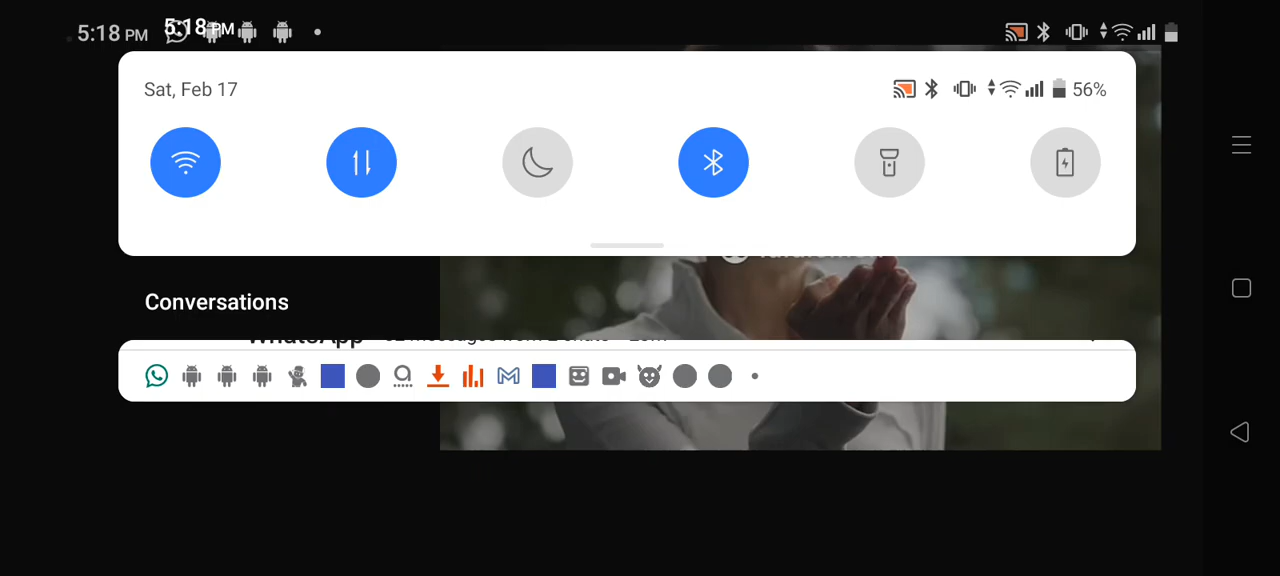 5:18 PM
5:18 PM
Sat, Feb 17
56%
Conversations
WhatsApp